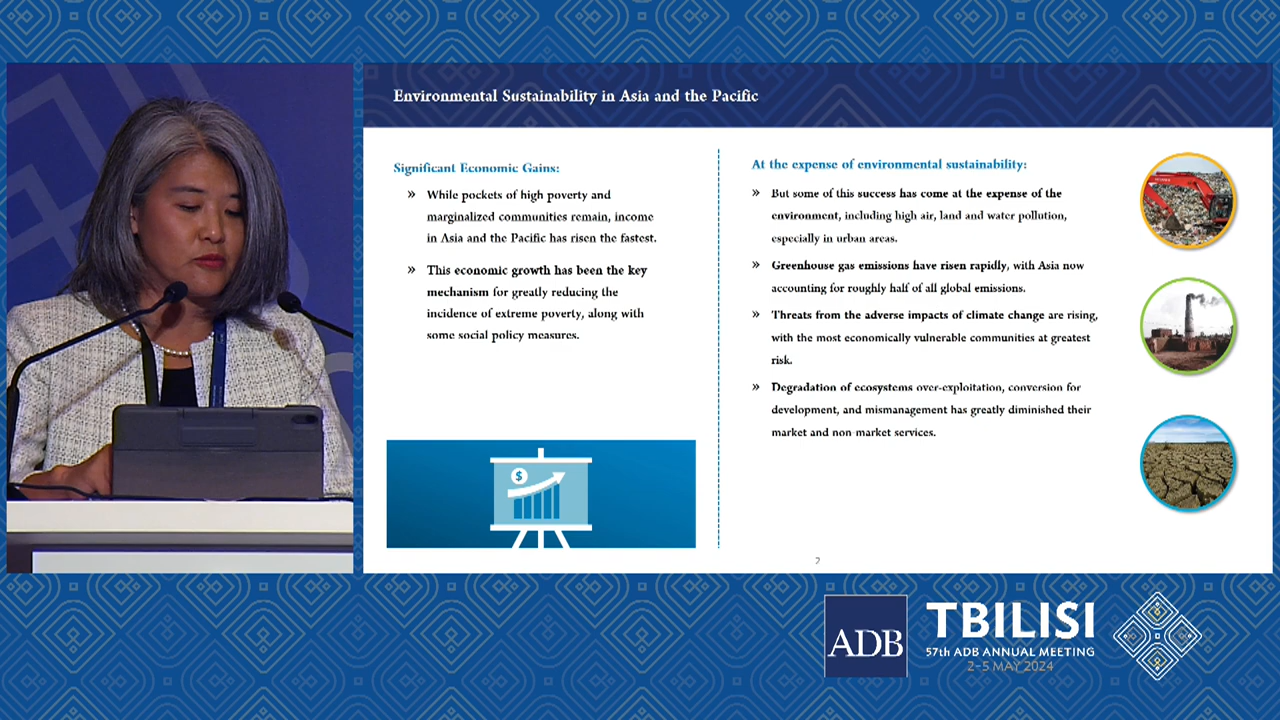 Environmental Sustainability in Asia and the Pacific
Significant Economic Gains:
» While pockets of high poverty and
marginalized communities remain, income
in Asia and the Pacific has risen the fastest.
» This economic growth has been the key
mechanism for greatly reducing the
incidence of extreme poverty, along with
some social policy measures.
$
At the expense of environmental sustainability:
» But some of this success has come at the expense of the
environment, including high air, land and water pollution,
especially in urban areas.
» Greenhouse gas emissions have risen rapidly, with Asia now
accounting for roughly half of all global emissions.
» Threats from the adverse impacts of climate change are rising,
with the most economically vulnerable communities at greatest
risk.
» Degradation of ecosystems over-exploitation, conversion for
development, and mismanagement has greatly diminished their
market and non market services.
2
ADB
TBILISI
57th ADB ANNUAL MEETING
2–5 MAY 2024